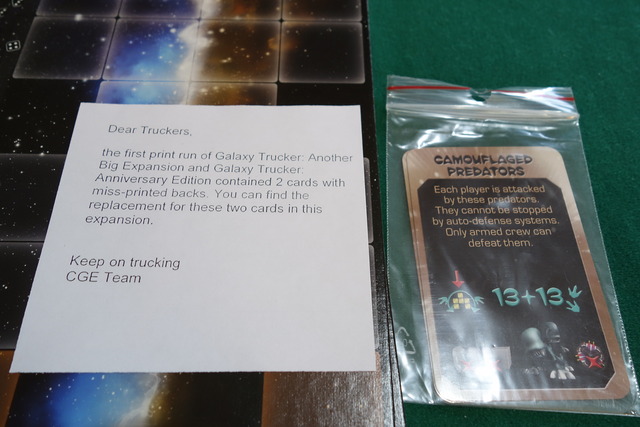 Dear Truckers,
the first print run of Galaxy Trucker: Another
Big Expansion and Galaxy Trucker:
Anniversary Edition contained 2 cards with
miss-printed backs. You can find the
replacement for these two cards in this
expansion.
Keep on trucking
CGE Team
CAMOUFLAGED
PREDATORS
Each player is attacked
by these predators.
They cannot be stopped
by auto-defense systems.
Only armed crew can
defeat them.
13+13